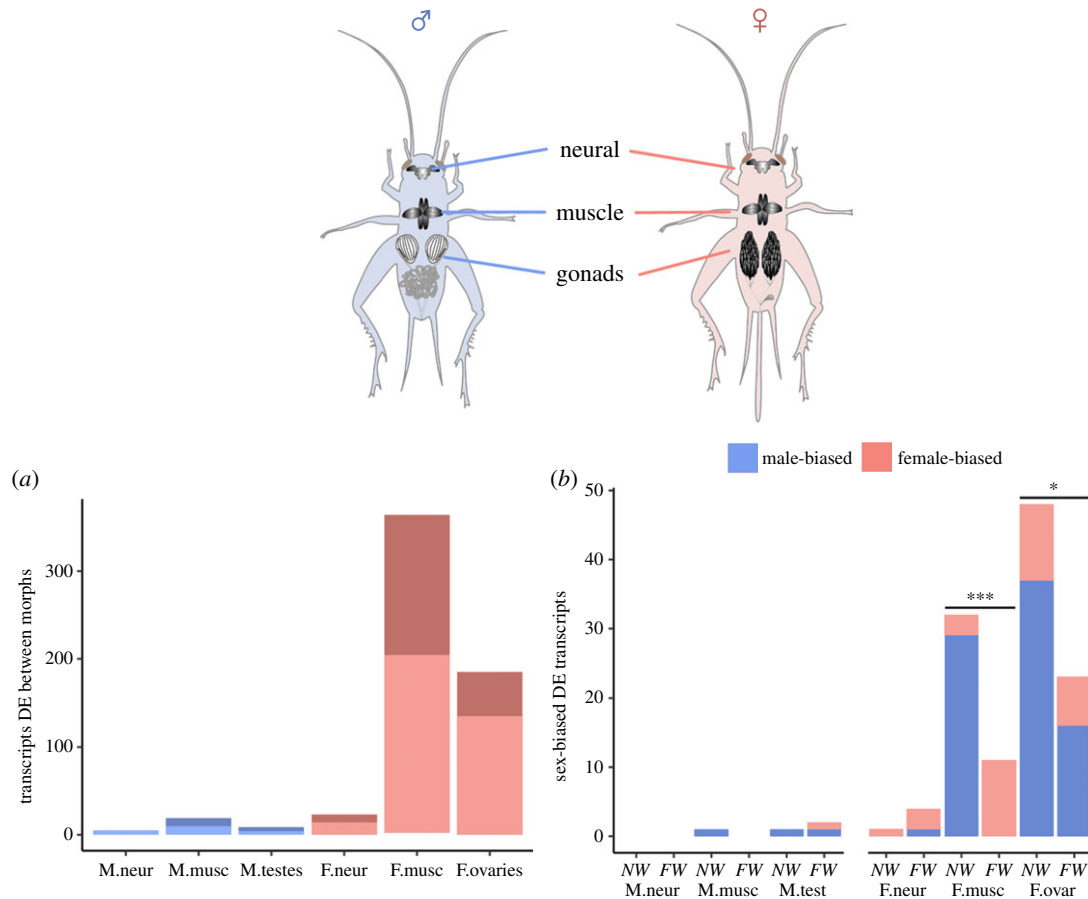 ♂ ♀
neural
muscle
gonads
male-biased female-biased
(a)
transcripts DE between morphs
300
200
100
0
M.neur M.musc M.testes F.neur F.musc F.ovaries
(b)
sex-biased DE transcripts
50
40
30
20
10
0
*
***
NW FW NW FW NW FW NW FW NW FW NW FW
M.neur M.musc M.test F.neur F.musc F.ovar